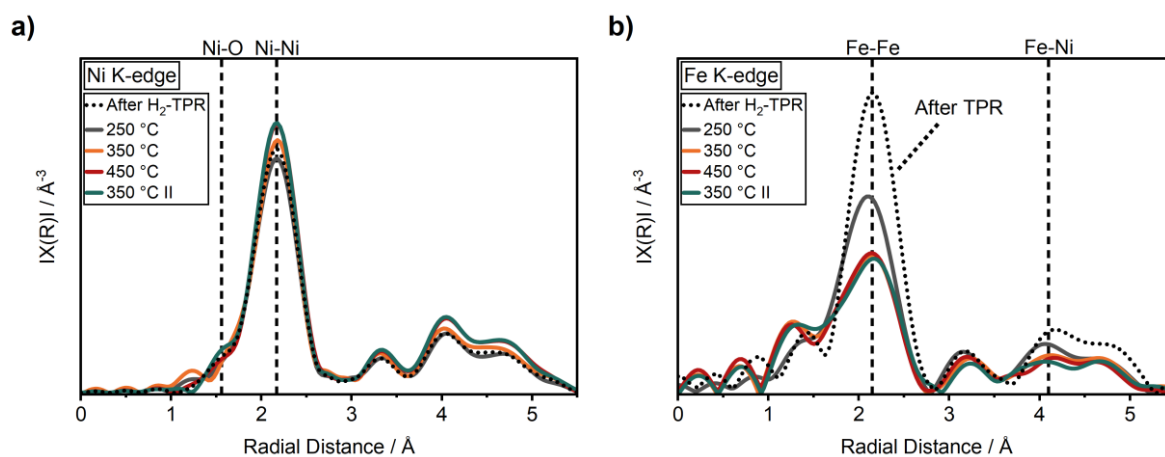 a)
Ni-O Ni-Ni
Ni K-edge
After H₂-TPR
250 °C
350 °C
450 °C
350 °C II
IX(R)I / Å⁻³
0 1 2 3 4 5
Radial Distance / Å
b)
Fe-Fe Fe-Ni
Fe K-edge
After H₂-TPR
250 °C
350 °C
450 °C
350 °C II
After TPR
IX(R)I / Å⁻³
0 1 2 3 4 5
Radial Distance / Å